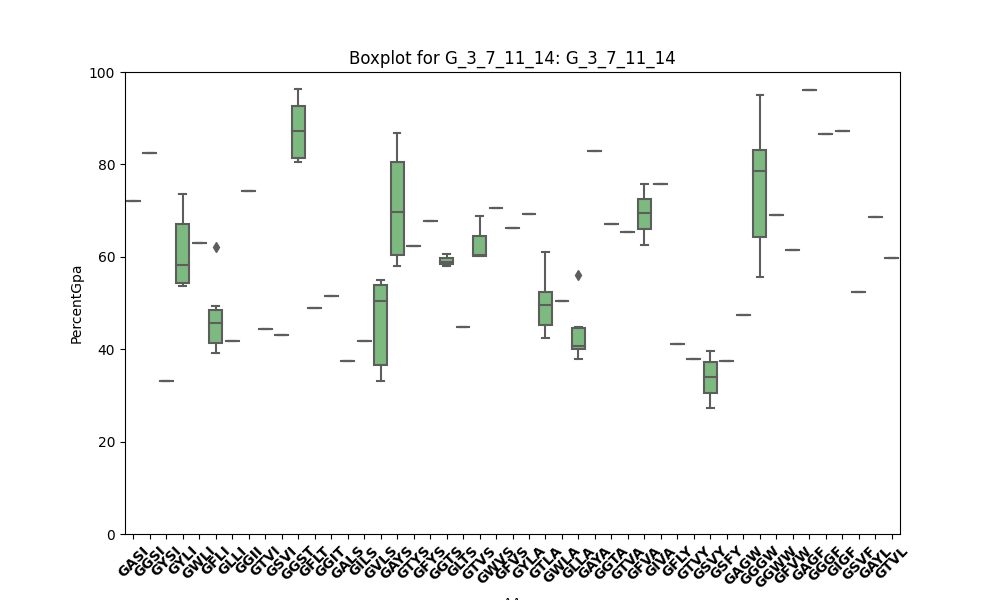 Boxplot for G_3_7_11_14: G_3_7_11_14
PercentGpa
100
80
60
40
20
0
GASI
GGSI
GYSI
GYLI
GWLI
GFLI
GLLI
GGII
GTVI
GSVI
GGST
GFLT
GGIT
GALS
GILS
GVLS
GAYS
GTYS
GFYS
GGTS
GLTS
GTVS
GWVS
GFVS
GYLA
GTLA
GWLA
GLLA
GAYA
GGTA
GTVA
GFVA
GIVA
GFLY
GTVY
GSVY
GSFY
GAGW
GGGW
GGWW
GFVW
GAGF
GGGF
GIGF
GSVF
GAYL
GTVL